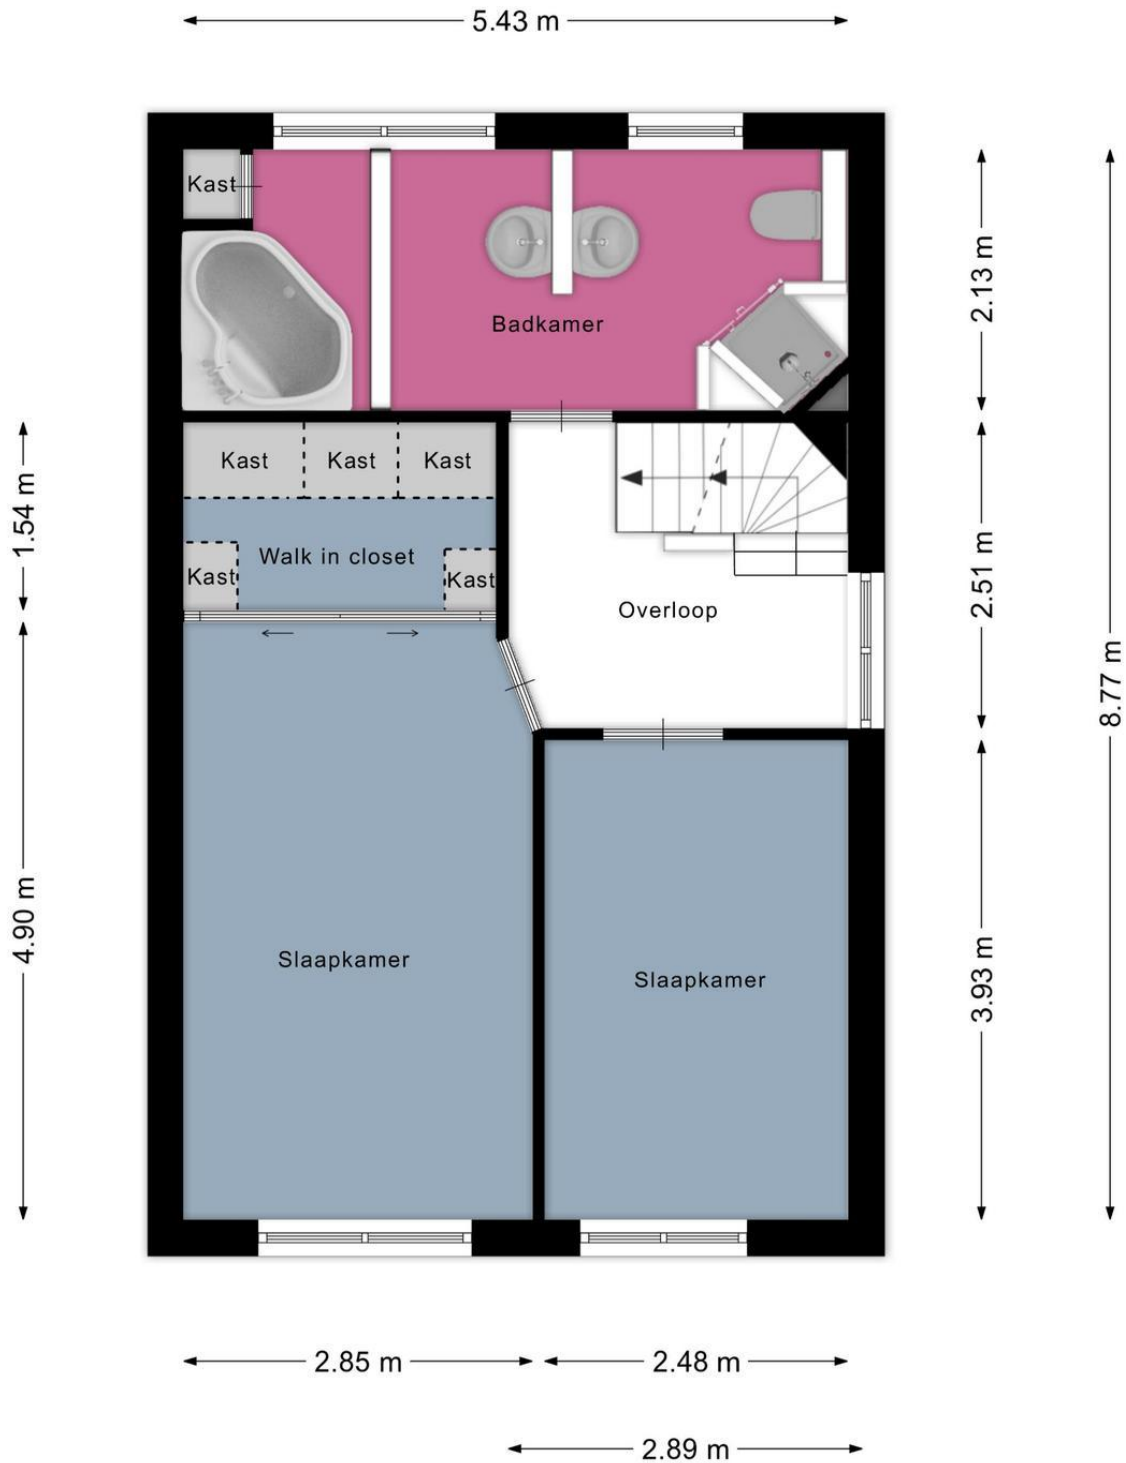 5.43 m
Kast
Badkamer
2.13 m
Kast Kast Kast
1.54 m
Walk in closet
Kast
Kast
Overloop
2.51 m
8.77 m
4.90 m
Slaapkamer
Slaapkamer
3.93 m
2.85 m
2.48 m
2.89 m